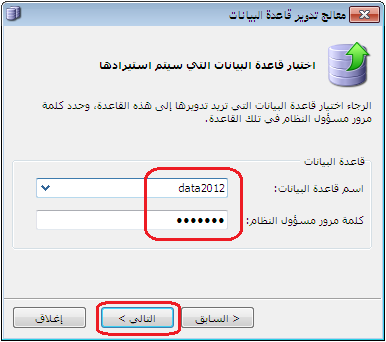 معالج تدوير قاعدة البيانات
اختيار قاعدة البيانات التي سيتم استيرادها
الرجاء اختيار قاعدة البيانات التي تريد تدويرها إلى هذه القاعدة، وحدد كلمة
مرور مسؤول النظام في تلك القاعدة.
قاعدة البيانات
اسم قاعدة البيانات: data2012
كلمة مرور مسؤول النظام: •••••••
< السابق
التالي >
إغلاق